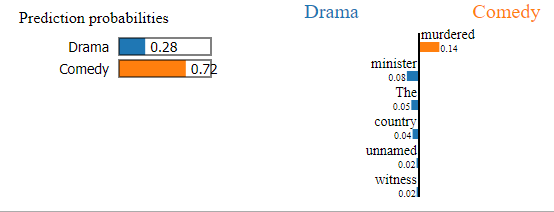 Prediction probabilities
Drama 0.28
Comedy 0.72
Drama Comedy
murdered
0.14
minister
0.08
The
0.05
country
0.04
unnamed
0.02
witness
0.02